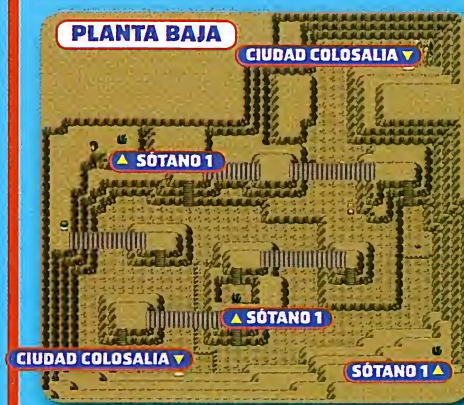 PLANTA BAJA
CIUDAD COLOSALIA ▼
▲ SÓTANO 1
▲ SÓTANO 1
CIUDAD COLOSALIA ▼
SÓTANO 1 ▲